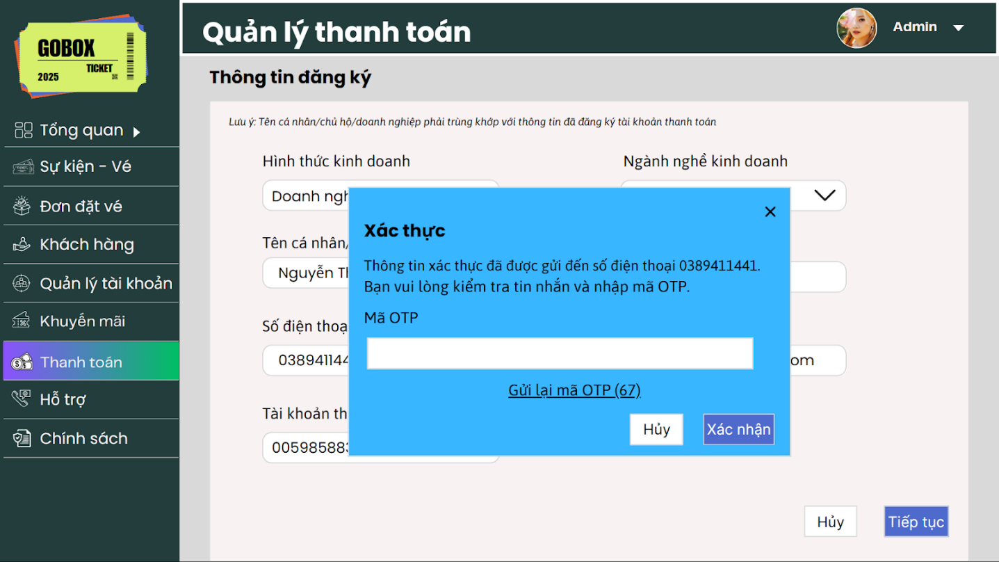 GOBOX
TICKET
2025
Tổng quan
Sự kiện - Vé
Đơn đặt vé
Khách hàng
Quản lý tài khoản
Khuyến mãi
Thanh toán
Hỗ trợ
Chính sách
Quản lý thanh toán
Admin
Thông tin đăng ký
Lưu ý: Tên cá nhân/chủ hộ/doanh nghiệp phải trùng khớp với thông tin đã đăng ký tài khoản thanh toán
Hình thức kinh doanh
Ngành nghề kinh doanh
Doanh ngh
Tên cá nhân/
Nguyễn Th
Số điện thoạ
038941144
om
Tài khoản th
00598588
Xác thực
Thông tin xác thực đã được gửi đến số điện thoại 0389411441.
Bạn vui lòng kiểm tra tin nhắn và nhập mã OTP.
Mã OTP
Gửi lại mã OTP (67)
Hủy
Xác nhận
Hủy
Tiếp tục